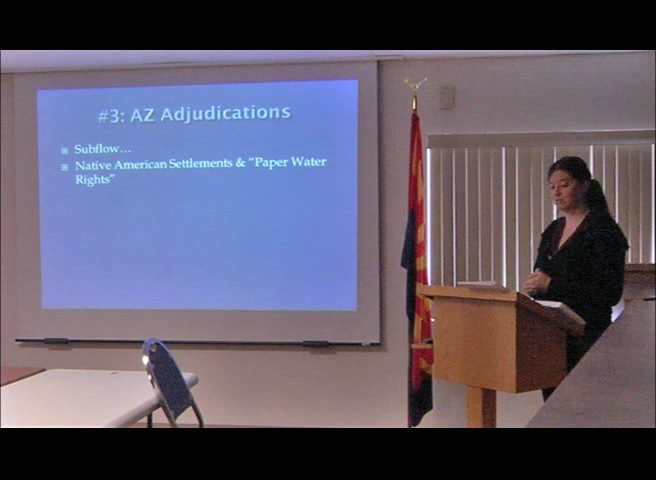 #3: AZ Adjudications
Subflow…
Native American Settlements & "Paper Water
Rights"